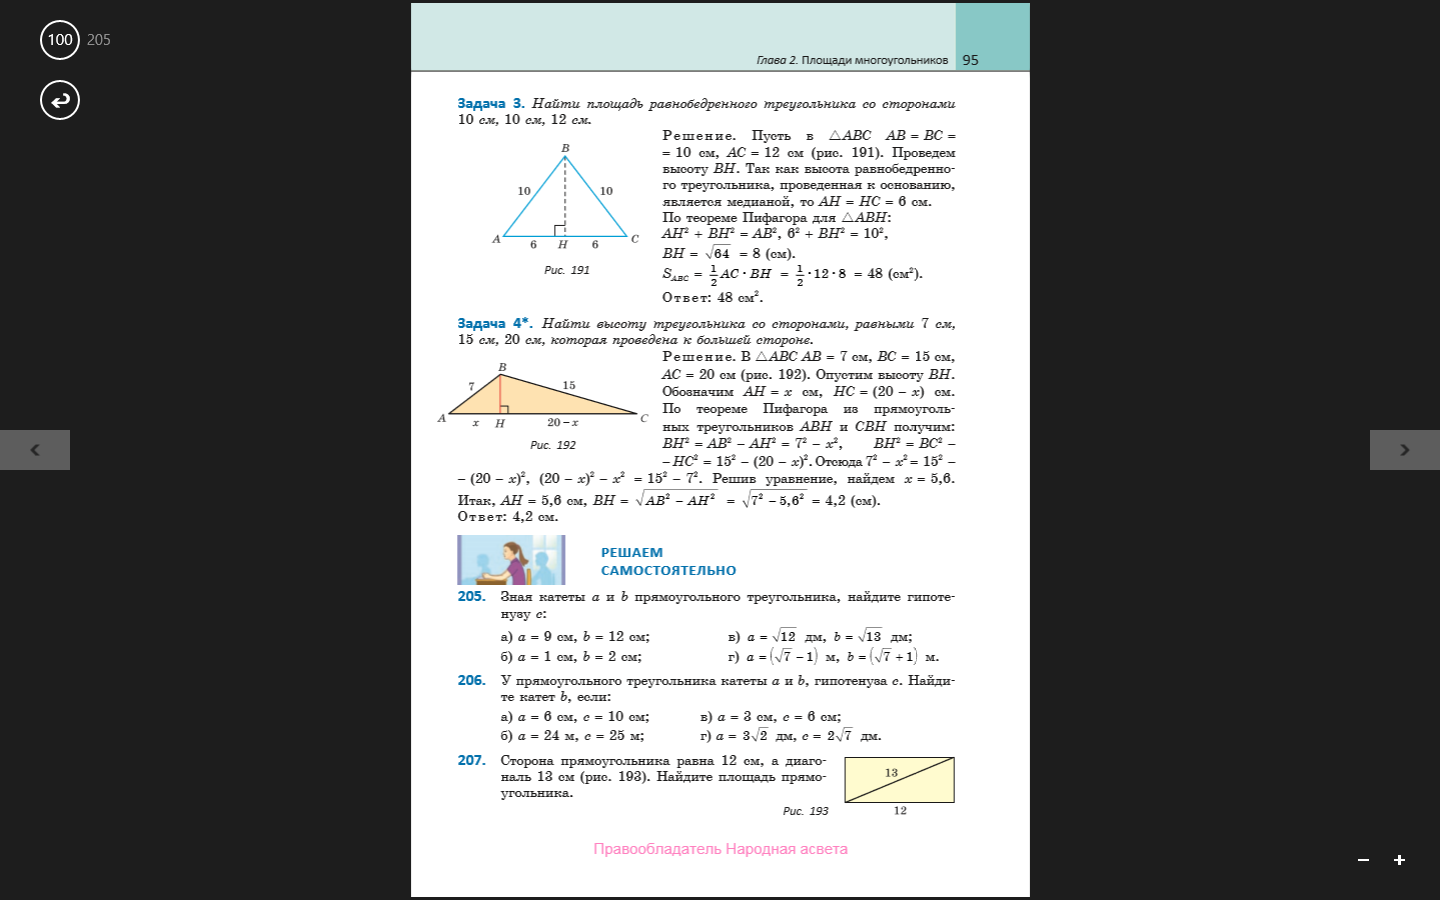 100 205
Глава 2. Площади многоугольников 95
Задача 3. Найти площадь равнобедренного треугольника со сторонами
10 см, 10 см, 12 см.
Решение. Пусть в △ABC AB = BC =
= 10 см, AC = 12 см (рис. 191). Проведем
высоту BH. Так как высота равнобедренно-
го треугольника, проведенная к основанию,
является медианой, то AH = HC = 6 см.
По теореме Пифагора для △ABH:
AH² + BH² = AB², 6² + BH² = 10²,
BH = √64 = 8 (см).
S_ABC = 1/2 AC · BH = 1/2 · 12 · 8 = 48 (см²).
Ответ: 48 см².
B
10 10
A 6 H 6 C
Рис. 191
Задача 4*. Найти высоту треугольника со сторонами, равными 7 см,
15 см, 20 см, которая проведена к большей стороне.
Решение. В △ABC AB = 7 см, BC = 15 см,
AC = 20 см (рис. 192). Опустим высоту BH.
Обозначим AH = x см, HC = (20 − x) см.
По теореме Пифагора из прямоуголь-
ных треугольников ABH и CBH получим:
BH² = AB² − AH² = 7² − x², BH² = BC² −
− HC² = 15² − (20 − x)². Отсюда 7² − x² = 15² −
B
7 15
A x H 20 − x C
Рис. 192
− (20 − x)², (20 − x)² − x² = 15² − 7². Решив уравнение, найдем x = 5,6.
Итак, AH = 5,6 см, BH = √(AB² − AH²) = √(7² − 5,6²) = 4,2 (см).
Ответ: 4,2 см.
РЕШАЕМ
САМОСТОЯТЕЛЬНО
205. Зная катеты a и b прямоугольного треугольника, найдите гипоте-
нузу c:
а) a = 9 см, b = 12 см; в) a = √12 дм, b = √13 дм;
б) a = 1 см, b = 2 см; г) a = (√7 − 1) м, b = (√7 + 1) м.
206. У прямоугольного треугольника катеты a и b, гипотенуза c. Найди-
те катет b, если:
а) a = 6 см, c = 10 см; в) a = 3 см, c = 6 см;
б) a = 24 м, c = 25 м; г) a = 3√2 дм, c = 2√7 дм.
207. Сторона прямоугольника равна 12 см, а диаго-
наль 13 см (рис. 193). Найдите площадь прямо-
угольника.
13
12
Рис. 193
Правообладатель Народная асвета